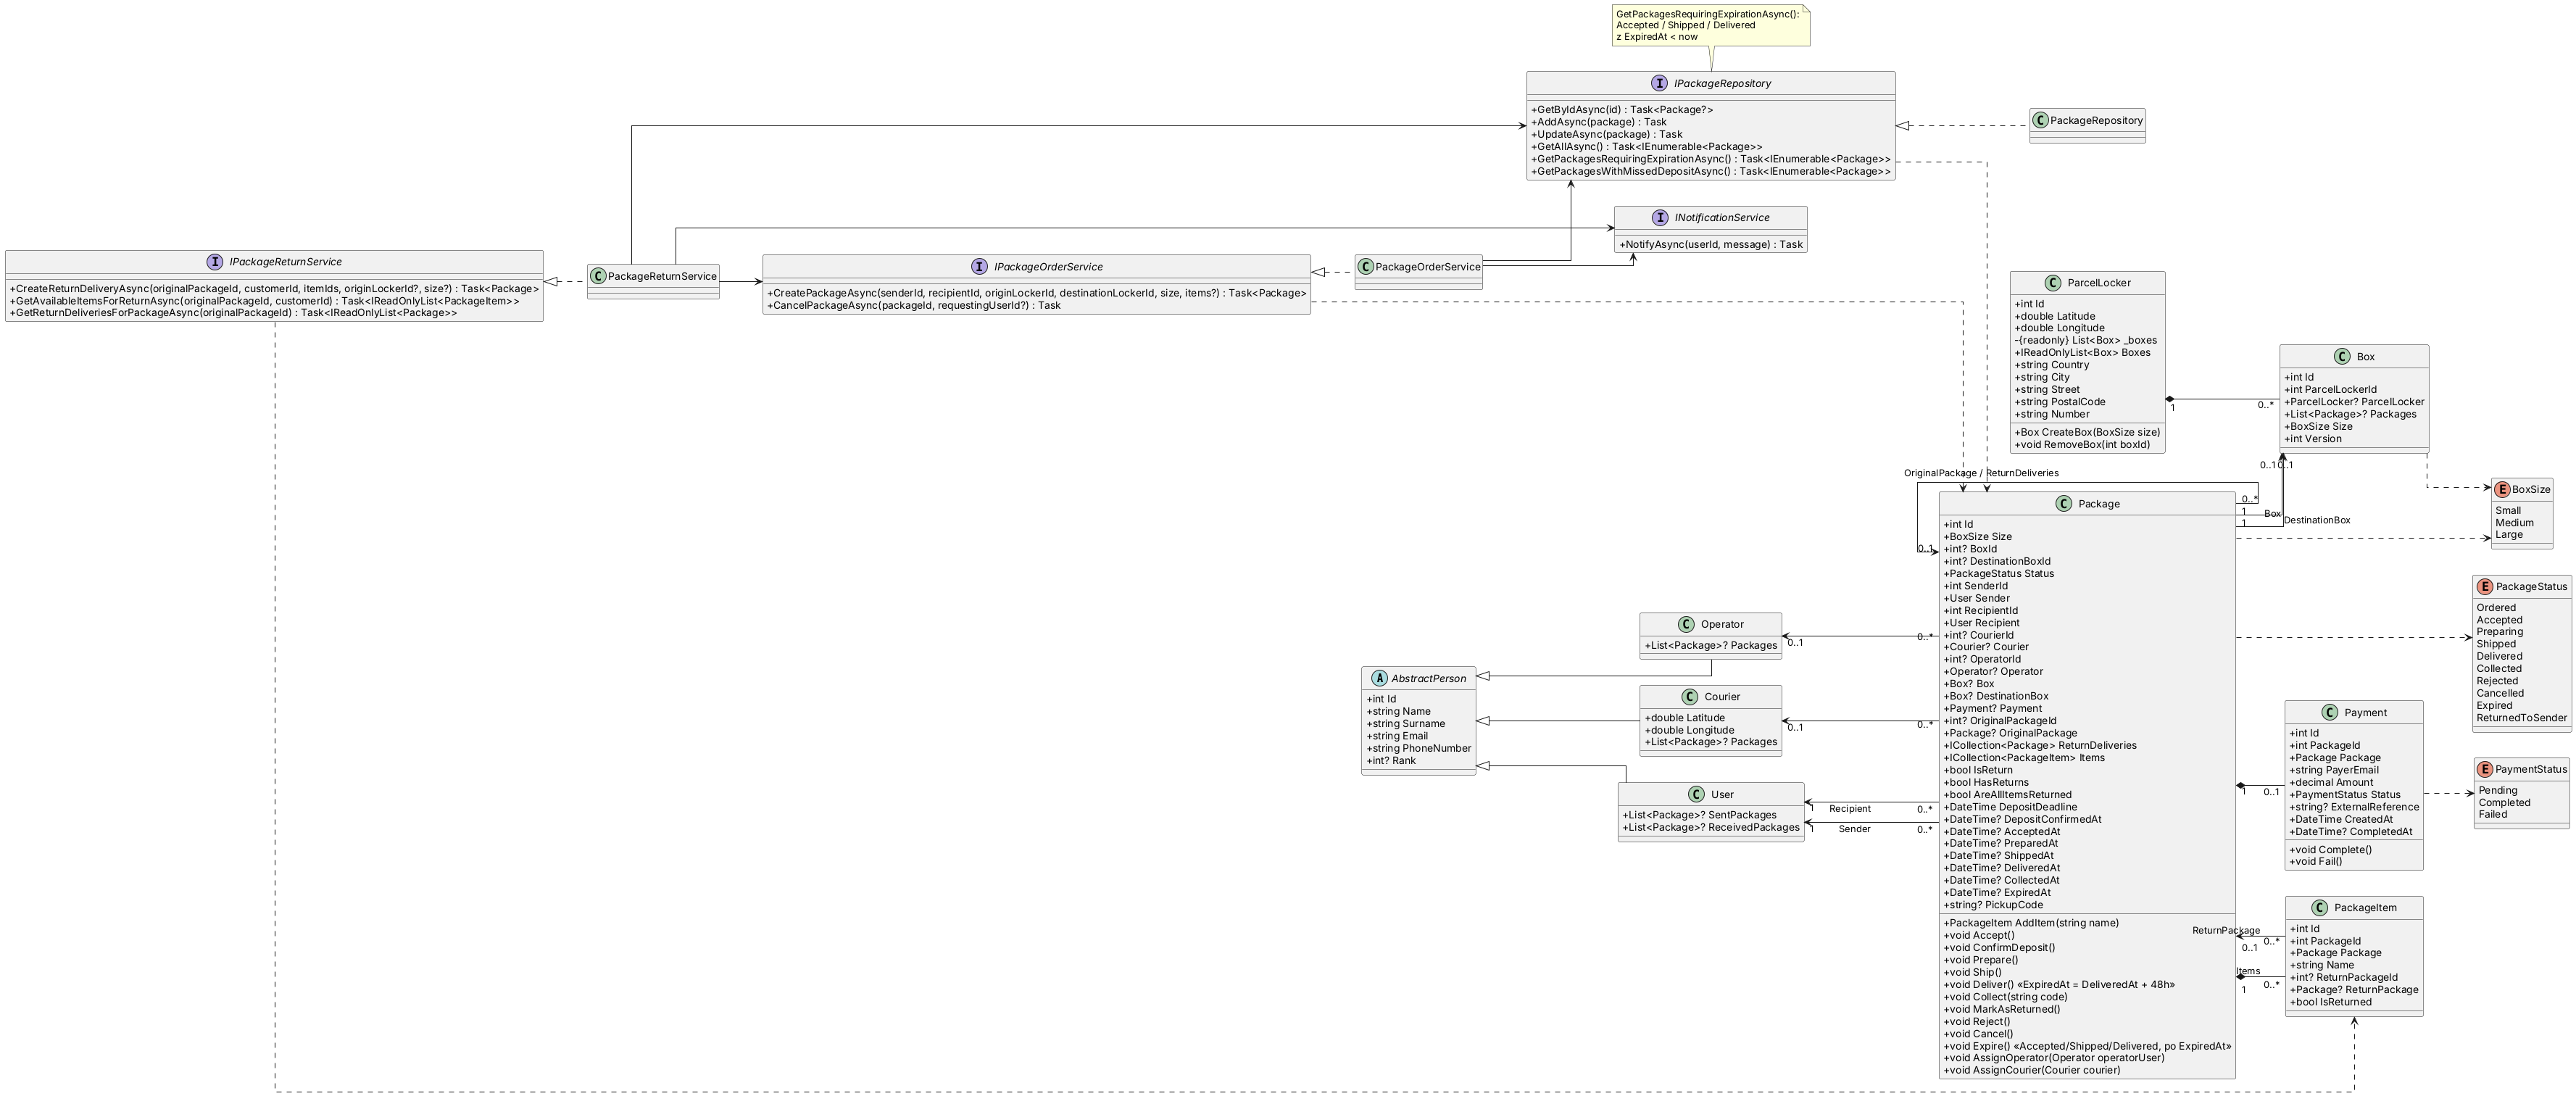 GetPackagesRequiringExpirationAsync():
Accepted / Shipped / Delivered
z ExpiredAt < now
I IPackageRepository
+GetByIdAsync(id) : Task<Package?>
+AddAsync(package) : Task
+UpdateAsync(package) : Task
+GetAllAsync() : Task<IEnumerable<Package>>
+GetPackagesRequiringExpirationAsync() : Task<IEnumerable<Package>>
+GetPackagesWithMissedDepositAsync() : Task<IEnumerable<Package>>
C PackageRepository
I INotificationService
+NotifyAsync(userId, message) : Task
I IPackageReturnService
+CreateReturnDeliveryAsync(originalPackageId, customerId, itemIds, originLockerId?, size?) : Task<Package>
+GetAvailableItemsForReturnAsync(originalPackageId, customerId) : Task<IReadOnlyList<PackageItem>>
+GetReturnDeliveriesForPackageAsync(originalPackageId) : Task<IReadOnlyList<Package>>
C PackageReturnService
I IPackageOrderService
+CreatePackageAsync(senderId, recipientId, originLockerId, destinationLockerId, size, items?) : Task<Package>
+CancelPackageAsync(packageId, requestingUserId?) : Task
C PackageOrderService
C ParcelLocker
+int Id
+double Latitude
+double Longitude
-{readonly} List<Box> _boxes
+IReadOnlyList<Box> Boxes
+string Country
+string City
+string Street
+string PostalCode
+string Number
+Box CreateBox(BoxSize size)
+void RemoveBox(int boxId)
1
0..*
C Box
+int Id
+int ParcelLockerId
+ParcelLocker? ParcelLocker
+List<Package>? Packages
+BoxSize Size
+int Version
0..1
0..1
OriginalPackage / ReturnDeliveries
0..*
0..1
1
Box
1
DestinationBox
E BoxSize
Small
Medium
Large
C Package
+int Id
+BoxSize Size
+int? BoxId
+int? DestinationBoxId
+PackageStatus Status
+int SenderId
+User Sender
+int RecipientId
+User Recipient
+int? CourierId
+Courier? Courier
+int? OperatorId
+Operator? Operator
+Box? Box
+Box? DestinationBox
+Payment? Payment
+int? OriginalPackageId
+Package? OriginalPackage
+ICollection<Package> ReturnDeliveries
+ICollection<PackageItem> Items
+bool IsReturn
+bool HasReturns
+bool AreAllItemsReturned
+DateTime DepositDeadline
+DateTime? DepositConfirmedAt
+DateTime? AcceptedAt
+DateTime? PreparedAt
+DateTime? ShippedAt
+DateTime? DeliveredAt
+DateTime? CollectedAt
+DateTime? ExpiredAt
+string? PickupCode
+PackageItem AddItem(string name)
+void Accept()
+void ConfirmDeposit()
+void Prepare()
+void Ship()
+void Deliver() «ExpiredAt = DeliveredAt + 48h»
+void Collect(string code)
+void MarkAsReturned()
+void Reject()
+void Cancel()
+void Expire() «Accepted/Shipped/Delivered, po ExpiredAt»
+void AssignOperator(Operator operatorUser)
+void AssignCourier(Courier courier)
E PackageStatus
Ordered
Accepted
Preparing
Shipped
Delivered
Collected
Rejected
Cancelled
Expired
ReturnedToSender
C Operator
+List<Package>? Packages
0..1
0..*
A AbstractPerson
+int Id
+string Name
+string Surname
+string Email
+string PhoneNumber
+int? Rank
C Courier
+double Latitude
+double Longitude
+List<Package>? Packages
0..1
0..*
C User
+List<Package>? SentPackages
+List<Package>? ReceivedPackages
1
Recipient
0..*
1
Sender
0..*
C Payment
+int Id
+int PackageId
+Package Package
+string PayerEmail
+decimal Amount
+PaymentStatus Status
+string? ExternalReference
+DateTime CreatedAt
+DateTime? CompletedAt
+void Complete()
+void Fail()
1
0..1
E PaymentStatus
Pending
Completed
Failed
C PackageItem
+int Id
+int PackageId
+Package Package
+string Name
+int? ReturnPackageId
+Package? ReturnPackage
+bool IsReturned
ReturnPackage
0..1
0..*
Items
1
0..*